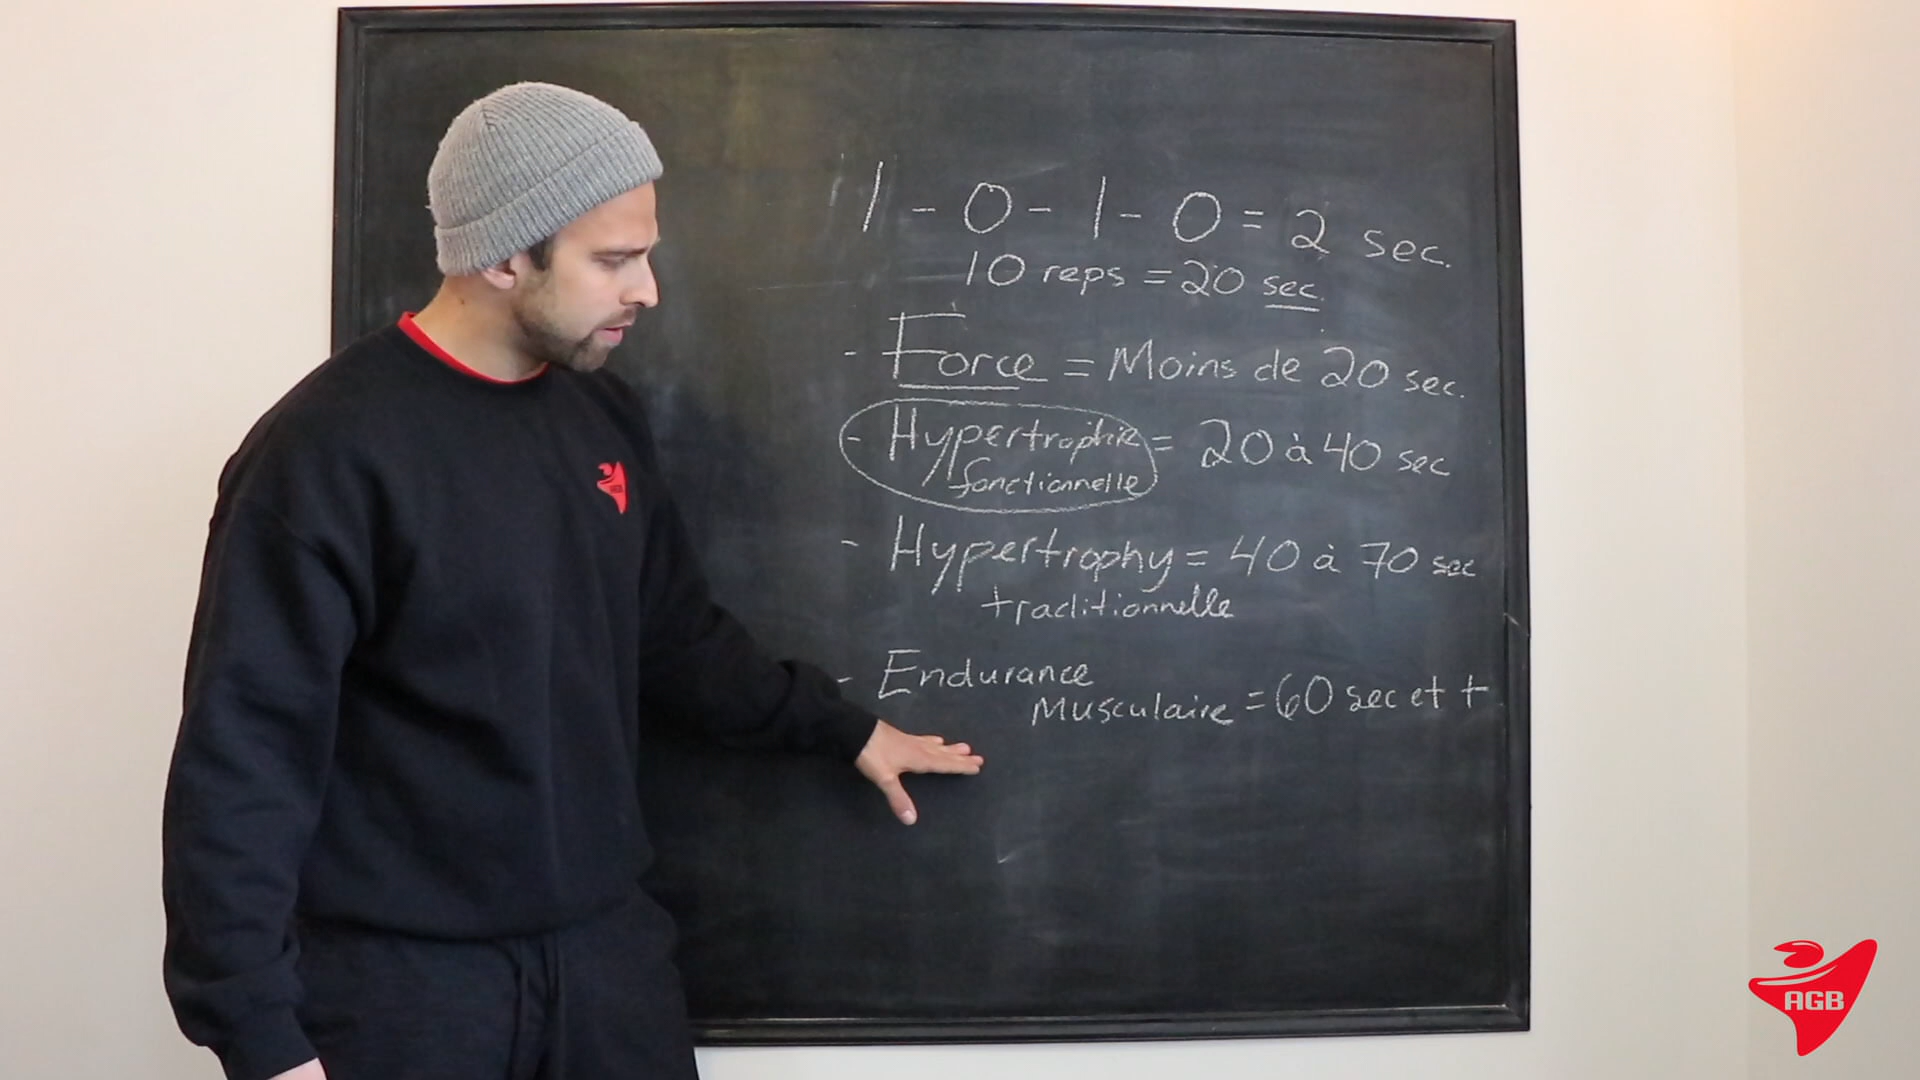 1 - 0 - 1 - 0 = 2 sec.
10 reps = 20 sec.
- Force = Moins de 20 sec.
- Hypertrophie = 20 à 40 sec
fonctionnelle
- Hypertrophy = 40 à 70 sec
traditionnelle
- Endurance
Musculaire = 60 sec et +
AGB
AGB